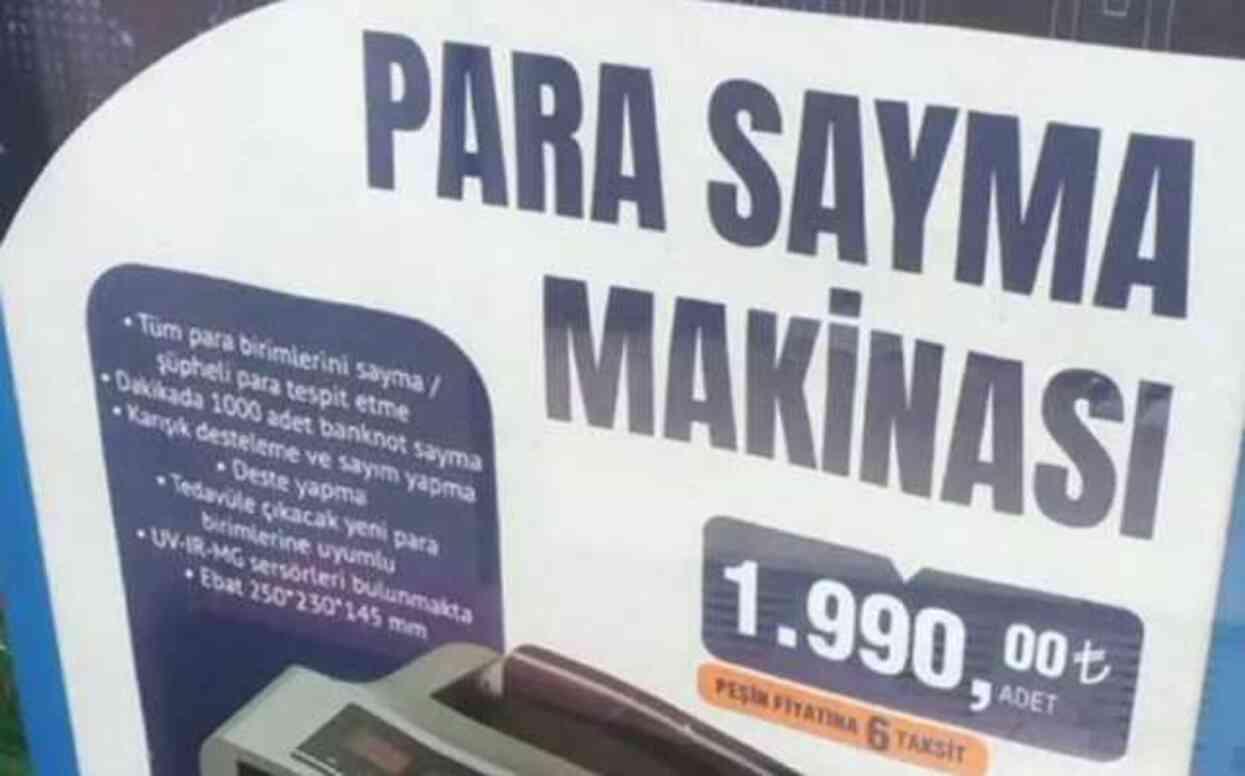 PARA SAYMA
MAKİNASI
• Tüm para birimlerini sayma /
şüpheli para tespit etme
• Dakikada 1000 adet banknot sayma
• Karışık desteleme ve sayım yapma
• Deste yapma
• Tedavüle çıkacak yeni para
birimlerine uyumlu
• UV-IR-MG sersörleri bulunmakta
• Ebat 250*230*145 mm
1.990,00₺
ADET
PEŞİN FİYATINA 6 TAKSİT